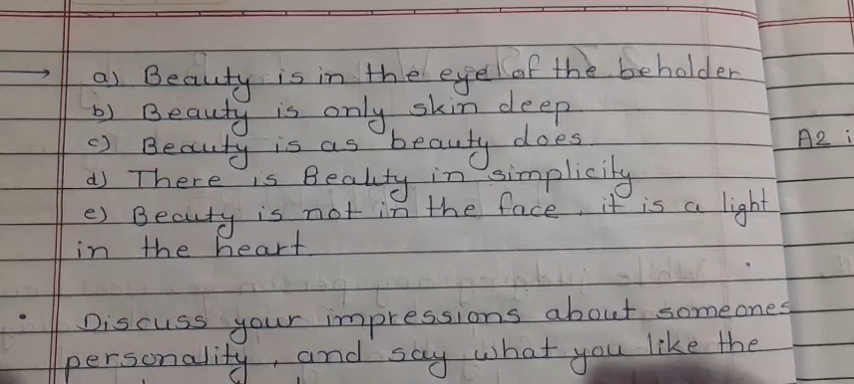 → a) Beauty is in the eye of the beholder
b) Beauty is only skin deep
c) Beauty is as beauty does.
A2 i
d) There is Beauty in simplicity
e) Beauty is not in the face, it is a light
in the heart.
• Discuss your impressions about someones
personality, and say what you like the